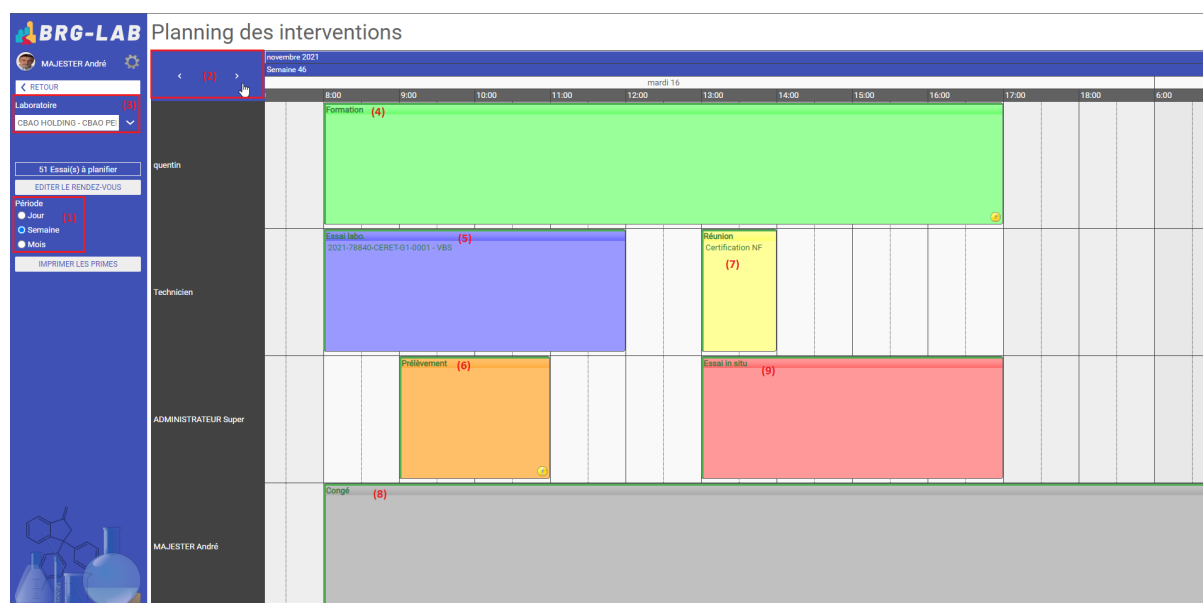 BRG-LAB
Planning des interventions
MAJESTER André
RETOUR
Laboratoire (3)
CBAO HOLDING - CBAO PE
51 Essai(s) à planifier
EDITER LE RENDEZ-VOUS
Période
Jour (1)
Semaine
Mois
IMPRIMER LES PRIMES
(2)
novembre 2021
Semaine 46
mardi 16
8:00 9:00 10:00 11:00 12:00 13:00 14:00 15:00 16:00 17:00 18:00 6:00
quentin
Formation (4)
Technicien
Essai labo (5)
2021-78840-CERET-G1-0001 - VBS
Réunion
Certification NF
(7)
ADMINISTRATEUR Super
Prélèvement (6)
Essai in situ (9)
MAJESTER André
Congé (8)